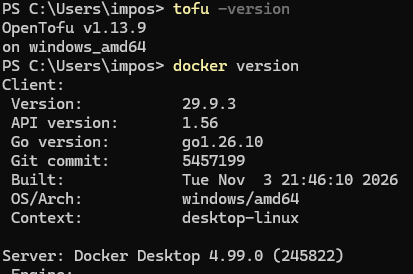 PS C:\Users\impos> tofu -version
OpenTofu v1.13.9
on windows_amd64
PS C:\Users\impos> docker version
Client:
 Version:           29.9.3
 API version:       1.56
 Go version:        go1.26.10
 Git commit:        5457199
 Built:             Tue Nov  3 21:46:10 2026
 OS/Arch:           windows/amd64
 Context:           desktop-linux

Server: Docker Desktop 4.99.0 (245822)
 Engine: